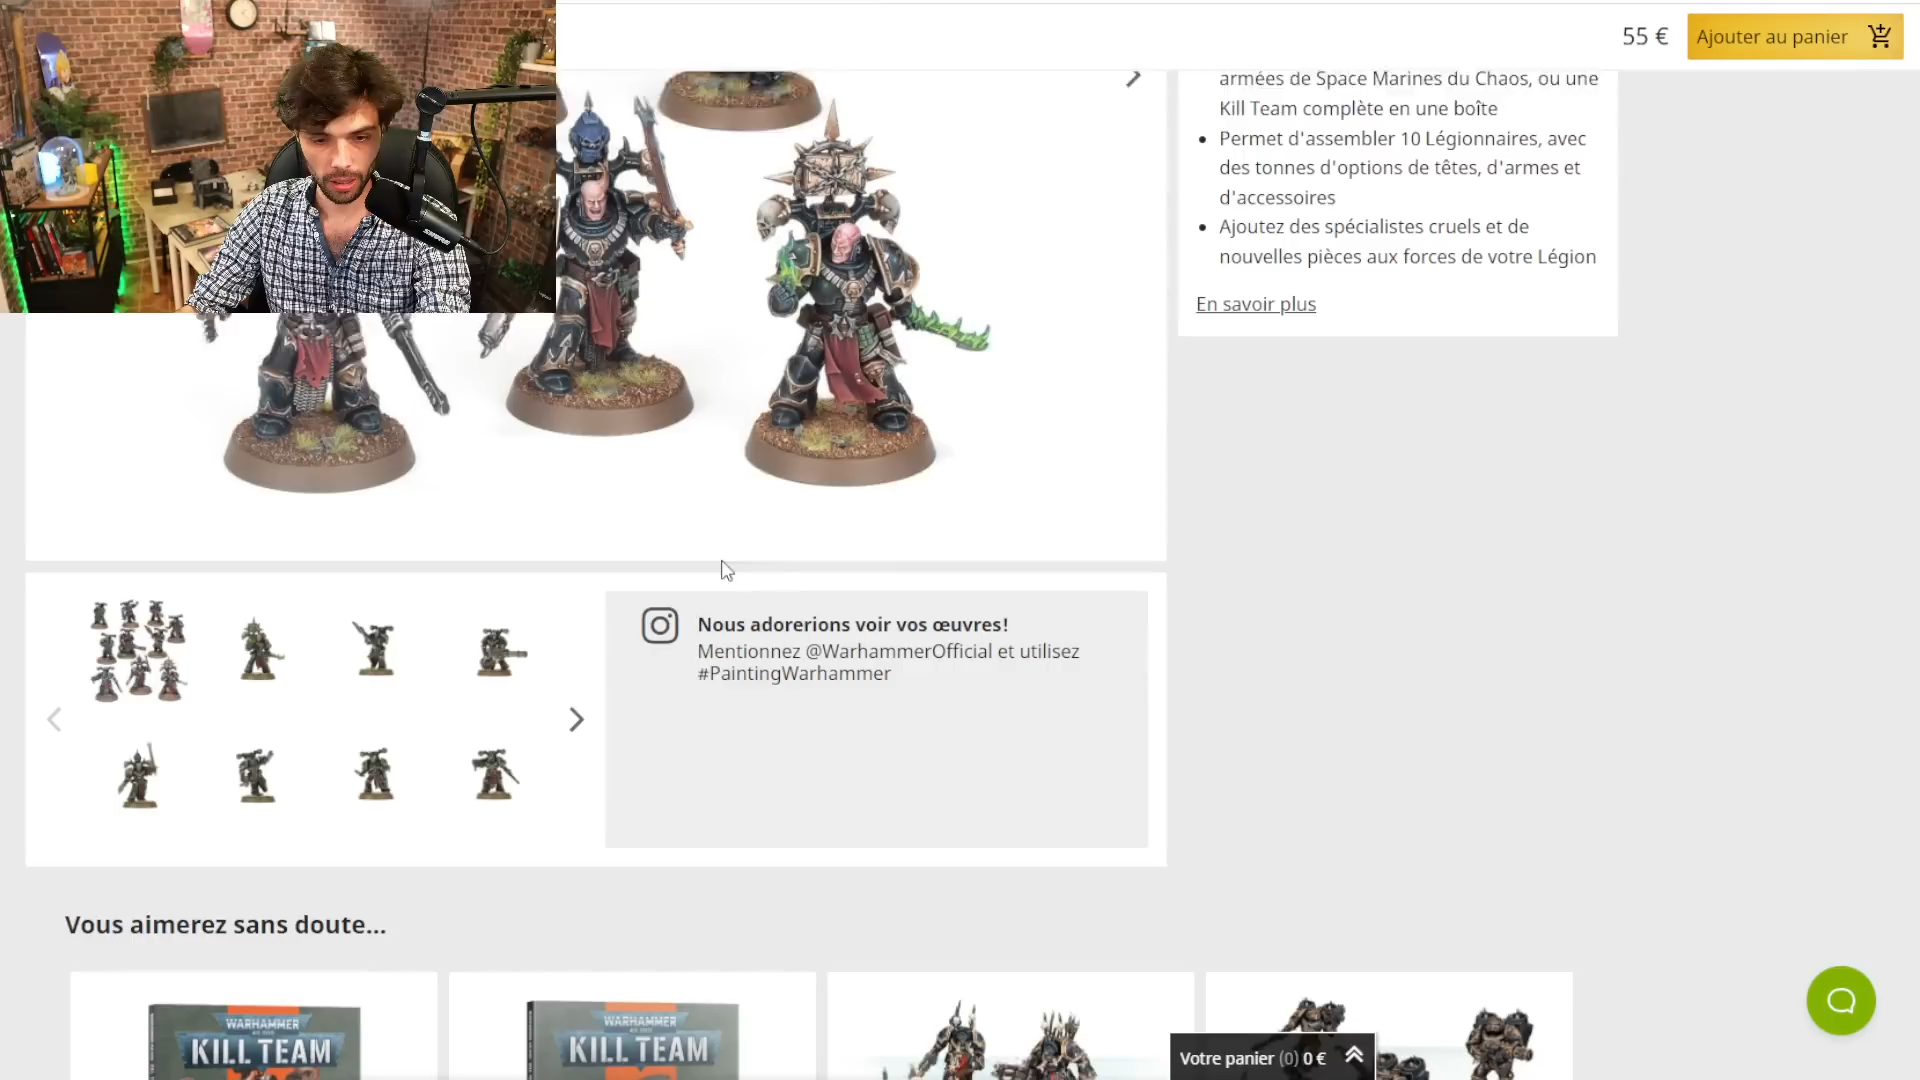 55 €
Ajouter au panier
armées de Space Marines du Chaos, ou une
Kill Team complète en une boîte
• Permet d'assembler 10 Légionnaires, avec
des tonnes d'options de têtes, d'armes et
d'accessoires
• Ajoutez des spécialistes cruels et de
nouvelles pièces aux forces de votre Légion
En savoir plus
Nous adorerions voir vos œuvres!
Mentionnez @WarhammerOfficial et utilisez
#PaintingWarhammer
Vous aimerez sans doute...
WARHAMMER
KILL TEAM
WARHAMMER
KILL TEAM
Votre panier (0) 0 €